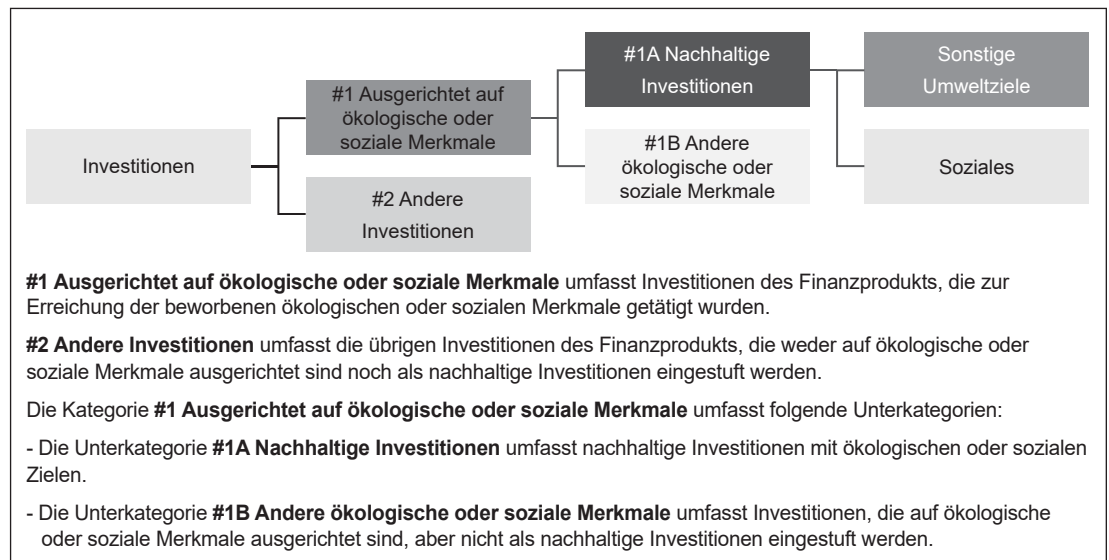 #1A Nachhaltige
Investitionen
Sonstige
Umweltziele
#1 Ausgerichtet auf
ökologische oder
soziale Merkmale
Investitionen
#1B Andere
ökologische oder
soziale Merkmale
Soziales
#2 Andere
Investitionen
#1 Ausgerichtet auf ökologische oder soziale Merkmale umfasst Investitionen des Finanzprodukts, die zur
Erreichung der beworbenen ökologischen oder sozialen Merkmale getätigt wurden.
#2 Andere Investitionen umfasst die übrigen Investitionen des Finanzprodukts, die weder auf ökologische oder
soziale Merkmale ausgerichtet sind noch als nachhaltige Investitionen eingestuft werden.
Die Kategorie #1 Ausgerichtet auf ökologische oder soziale Merkmale umfasst folgende Unterkategorien:
- Die Unterkategorie #1A Nachhaltige Investitionen umfasst nachhaltige Investitionen mit ökologischen oder sozialen
Zielen.
- Die Unterkategorie #1B Andere ökologische oder soziale Merkmale umfasst Investitionen, die auf ökologische
oder soziale Merkmale ausgerichtet sind, aber nicht als nachhaltige Investitionen eingestuft werden.